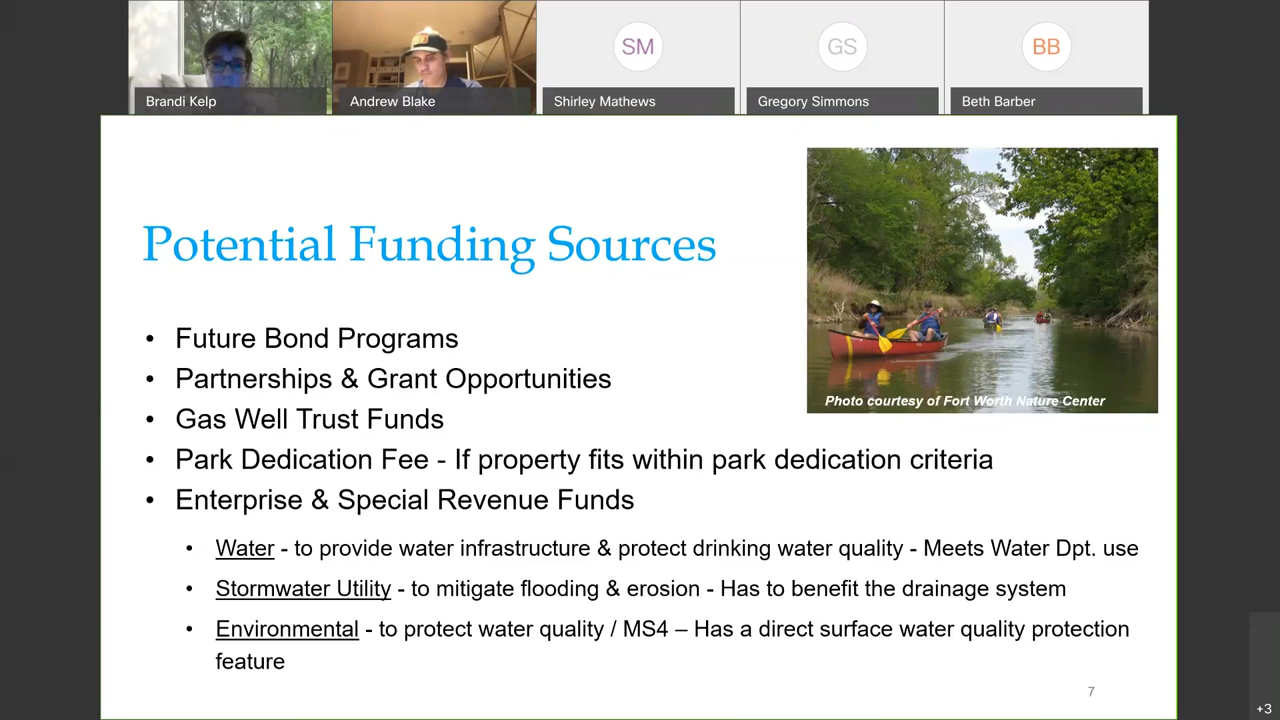 SM
GS
BB
Brandi Kelp
Andrew Blake
Shirley Mathews
Gregory Simmons
Beth Barber
Potential Funding Sources
Photo courtesy of Fort Worth Nature Center
• Future Bond Programs
• Partnerships & Grant Opportunities
• Gas Well Trust Funds
• Park Dedication Fee - If property fits within park dedication criteria
• Enterprise & Special Revenue Funds
• Water - to provide water infrastructure & protect drinking water quality - Meets Water Dpt. use
• Stormwater Utility - to mitigate flooding & erosion - Has to benefit the drainage system
• Environmental - to protect water quality / MS4 – Has a direct surface water quality protection
feature
7
+3